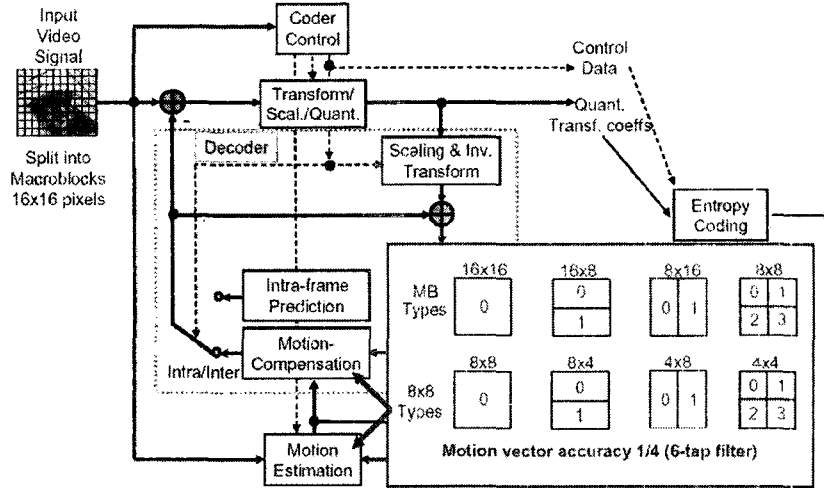 Input
Video
Signal
Coder
Control
Control
Data
Transform/
Scal./Quant.
Quant.
Transf. coeffs
Split into
Macroblocks
16x16 pixels
-
Decoder
Scaling & Inv.
Transform
Entropy
Coding
16x16
16x8
8x16
8x8
MB
Types
0
0
1
0 1
0 1
2 3
Intra-frame
Prediction
Motion-
Compensation
Intra/Inter
8x8
8x4
4x8
4x4
8x8
Types
0
0
1
0 1
0 1
2 3
Motion
Estimation
Motion vector accuracy 1/4 (6-tap filter)